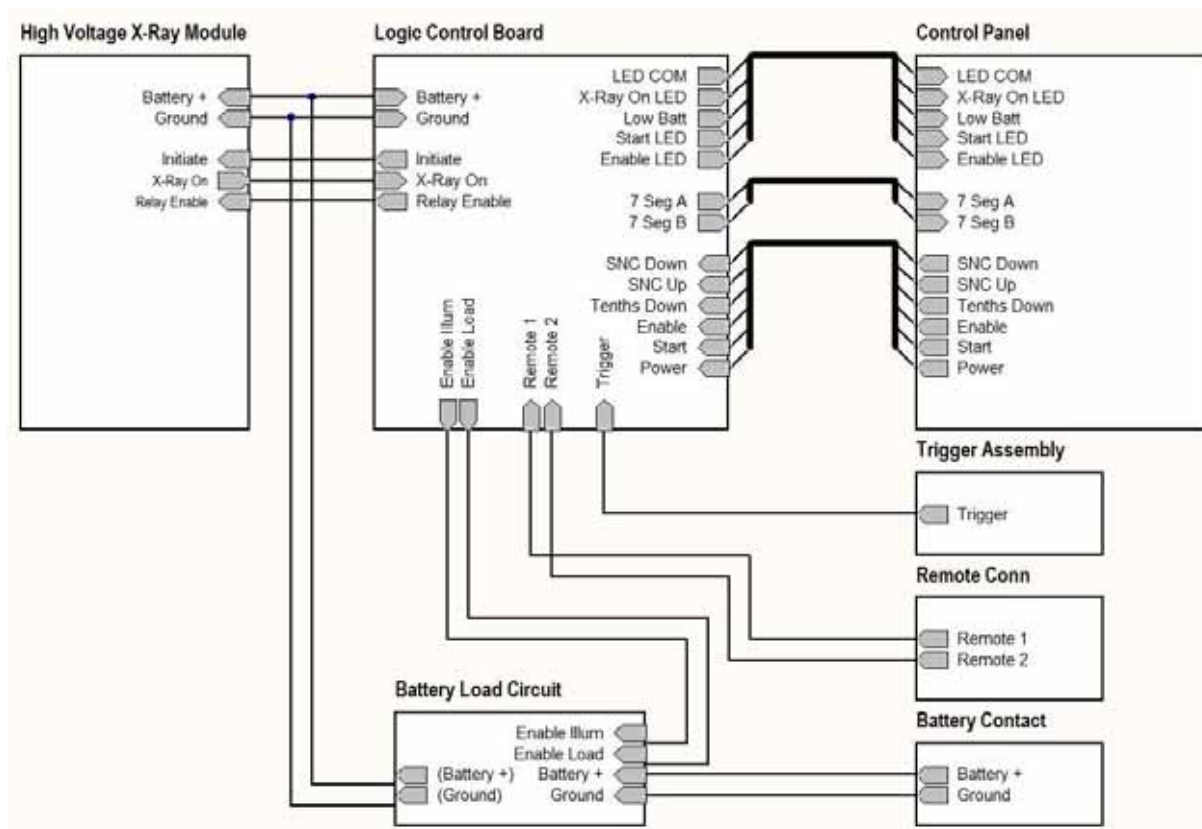 High Voltage X-Ray Module
Battery +
Ground
Initiate
X-Ray On
Relay Enable
Logic Control Board
Battery +
Ground
Initiate
X-Ray On
Relay Enable
LED COM
X-Ray On LED
Low Batt
Start LED
Enable LED
7 Seg A
7 Seg B
SNC Down
SNC Up
Tenths Down
Enable
Start
Power
Enable Illum
Enable Load
Remote 1
Remote 2
Trigger
Control Panel
LED COM
X-Ray On LED
Low Batt
Start LED
Enable LED
7 Seg A
7 Seg B
SNC Down
SNC Up
Tenths Down
Enable
Start
Power
Trigger Assembly
Trigger
Remote Conn
Remote 1
Remote 2
Battery Load Circuit
Enable Illum
Enable Load
(Battery +) Battery +
(Ground) Ground
Battery Contact
Battery +
Ground